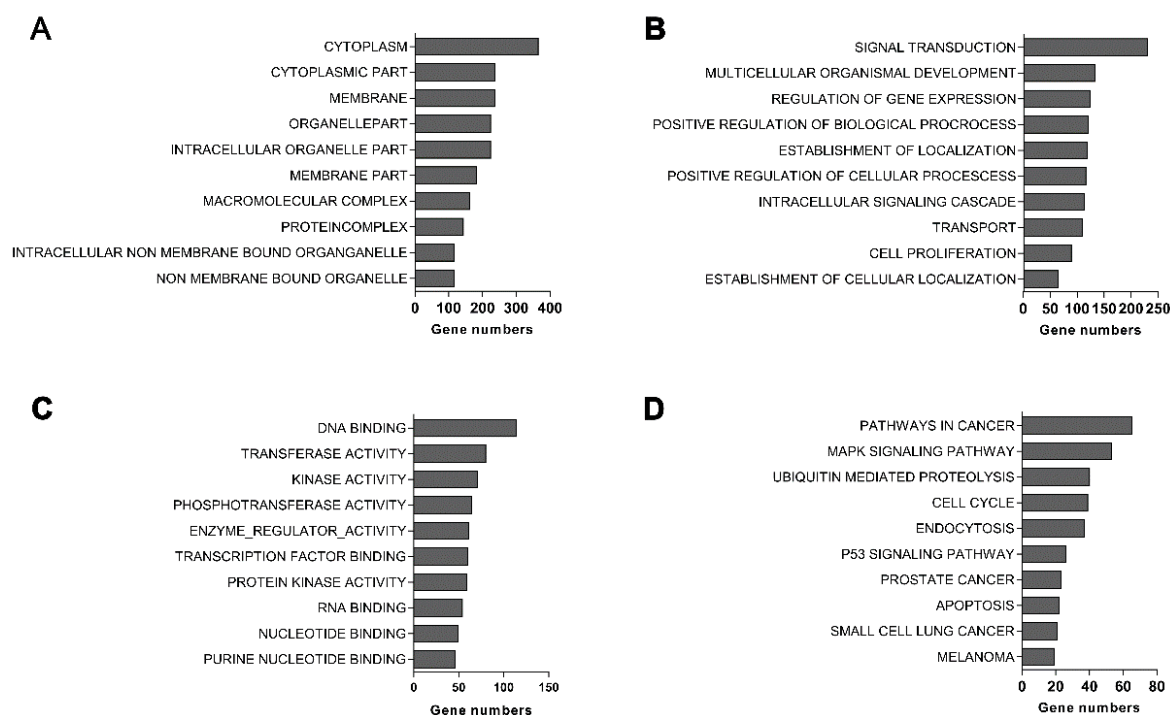 A
CYTOPLASM
CYTOPLASMIC PART
MEMBRANE
ORGANELLEPART
INTRACELLULAR ORGANELLE PART
MEMBRANE PART
MACROMOLECULAR COMPLEX
PROTEINCOMPLEX
INTRACELLULAR NON MEMBRANE BOUND ORGANGANELLE
NON MEMBRANE BOUND ORGANELLE
0 100 200 300 400
Gene numbers
B
SIGNAL TRANSDUCTION
MULTICELLULAR ORGANISMAL DEVELOPMENT
REGULATION OF GENE EXPRESSION
POSITIVE REGULATION OF BIOLOGICAL PROCROCESS
ESTABLISHMENT OF LOCALIZATION
POSITIVE REGULATION OF CELLULAR PROCESCESS
INTRACELLULAR SIGNALING CASCADE
TRANSPORT
CELL PROLIFERATION
ESTABLISHMENT OF CELLULAR LOCALIZATION
0 50 100 150 200 250
Gene numbers
C
DNA BINDING
TRANSFERASE ACTIVITY
KINASE ACTIVITY
PHOSPHOTRANSFERASE ACTIVITY
ENZYME_REGULATOR_ACTIVITY
TRANSCRIPTION FACTOR BINDING
PROTEIN KINASE ACTIVITY
RNA BINDING
NUCLEOTIDE BINDING
PURINE NUCLEOTIDE BINDING
0 50 100 150
Gene numbers
D
PATHWAYS IN CANCER
MAPK SIGNALING PATHWAY
UBIQUITIN MEDIATED PROTEOLYSIS
CELL CYCLE
ENDOCYTOSIS
P53 SIGNALING PATHWAY
PROSTATE CANCER
APOPTOSIS
SMALL CELL LUNG CANCER
MELANOMA
0 20 40 60 80
Gene numbers